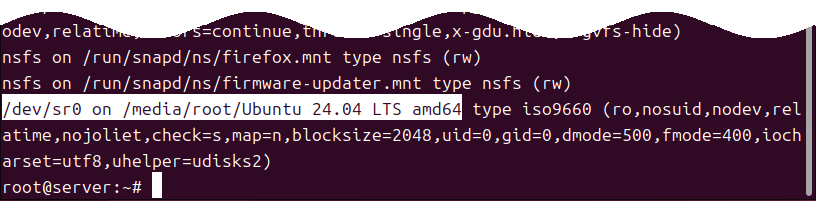 odev,relatime,
nsfs on /run/snapd/ns/firefox.mnt type nsfs (rw)
nsfs on /run/snapd/ns/firmware-updater.mnt type nsfs (rw)
/dev/sr0 on /media/root/Ubuntu 24.04 LTS amd64 type iso9660 (ro,nosuid,nodev,rel
atime,nojoliet,check=s,map=n,blocksize=2048,uid=0,gid=0,dmode=500,fmode=400,ioch
arset=utf8,uhelper=udisks2)
root@server:~#